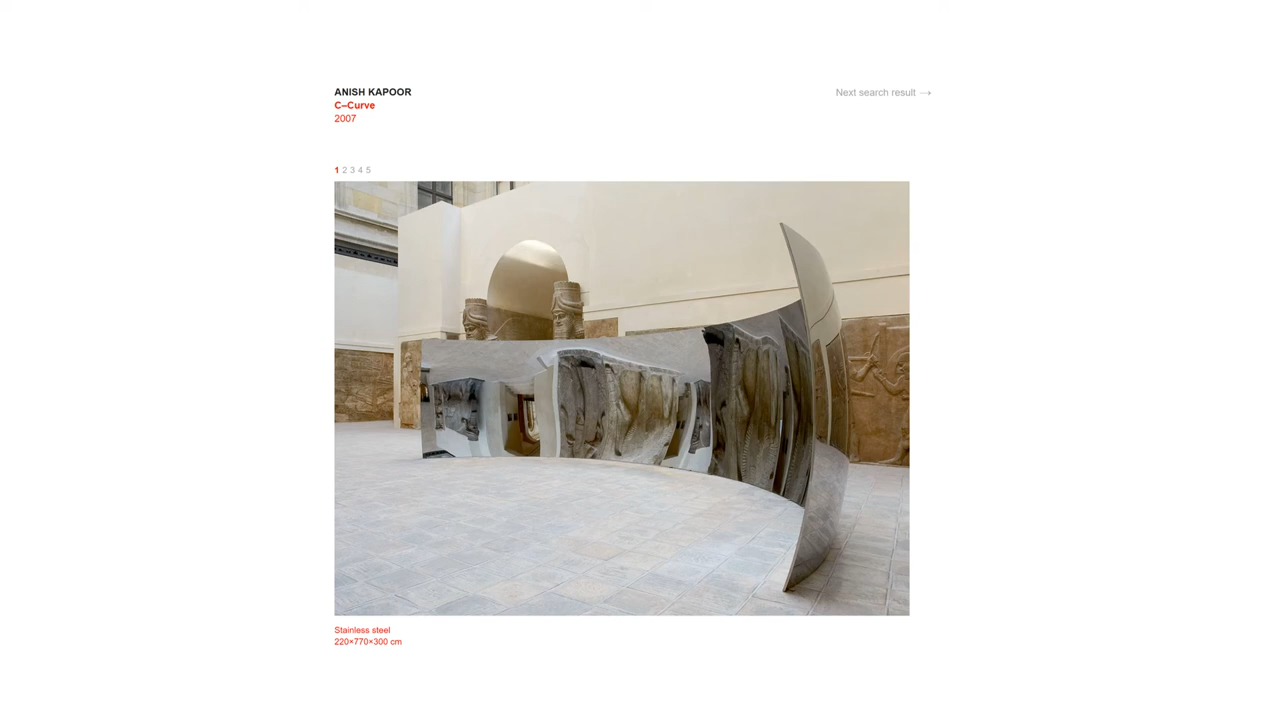 ANISH KAPOOR
C–Curve
2007
Next search result →
1 2 3 4 5
Stainless steel
220×770×300 cm